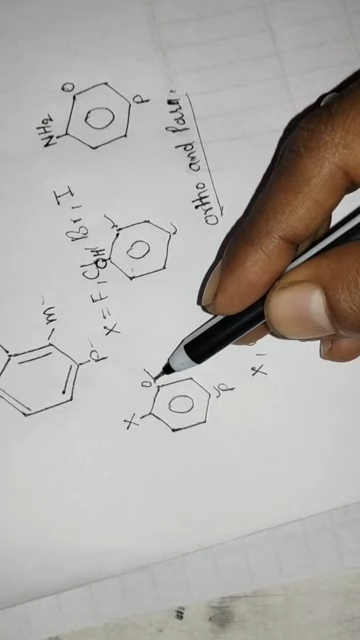 NH2
O
P
Ortho and Para,
X = F, Cl, Br, I
OH
m-
P-
X
O
P
X,